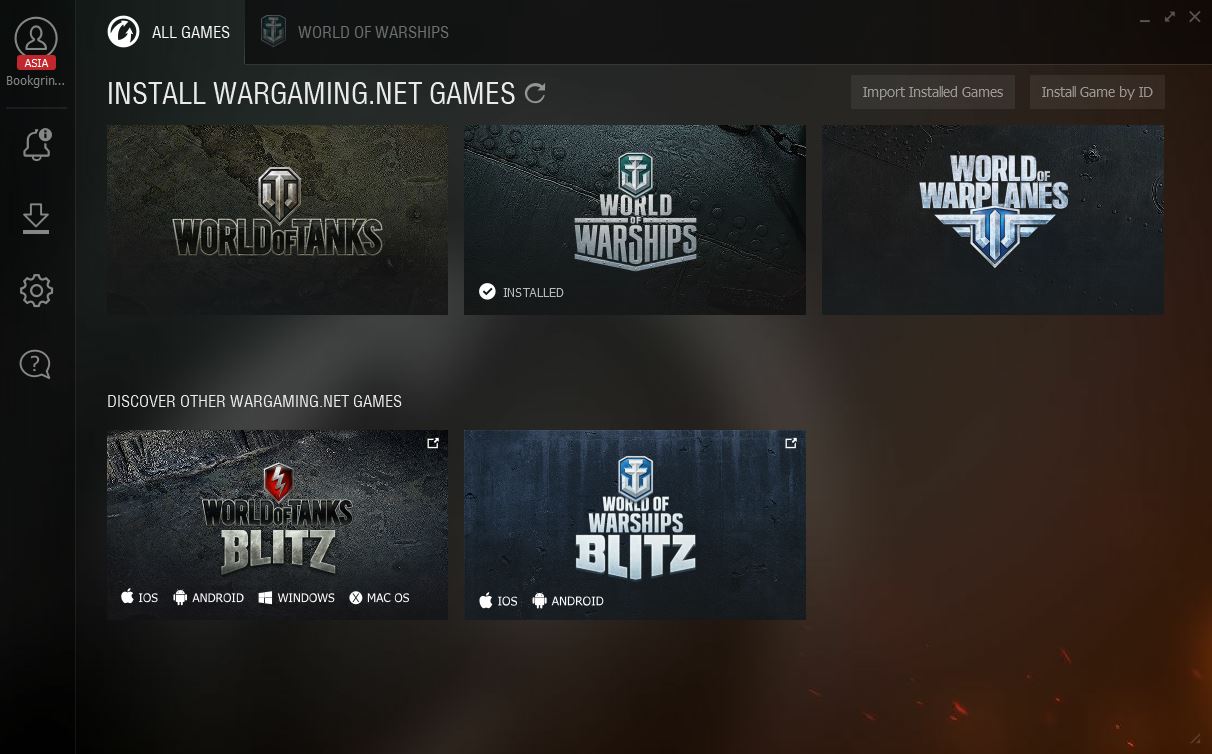 ALL GAMES
WORLD OF WARSHIPS
ASIA
Bookgrin...
INSTALL WARGAMING.NET GAMES
Import Installed Games
Install Game by ID
WORLD OF TANKS
WORLD
OF
WARSHIPS
INSTALLED
WORLD OF
WARPLANES
DISCOVER OTHER WARGAMING.NET GAMES
WORLD OF TANKS
BLITZ
IOS ANDROID WINDOWS MAC OS
WORLD OF
WARSHIPS
BLITZ
IOS ANDROID